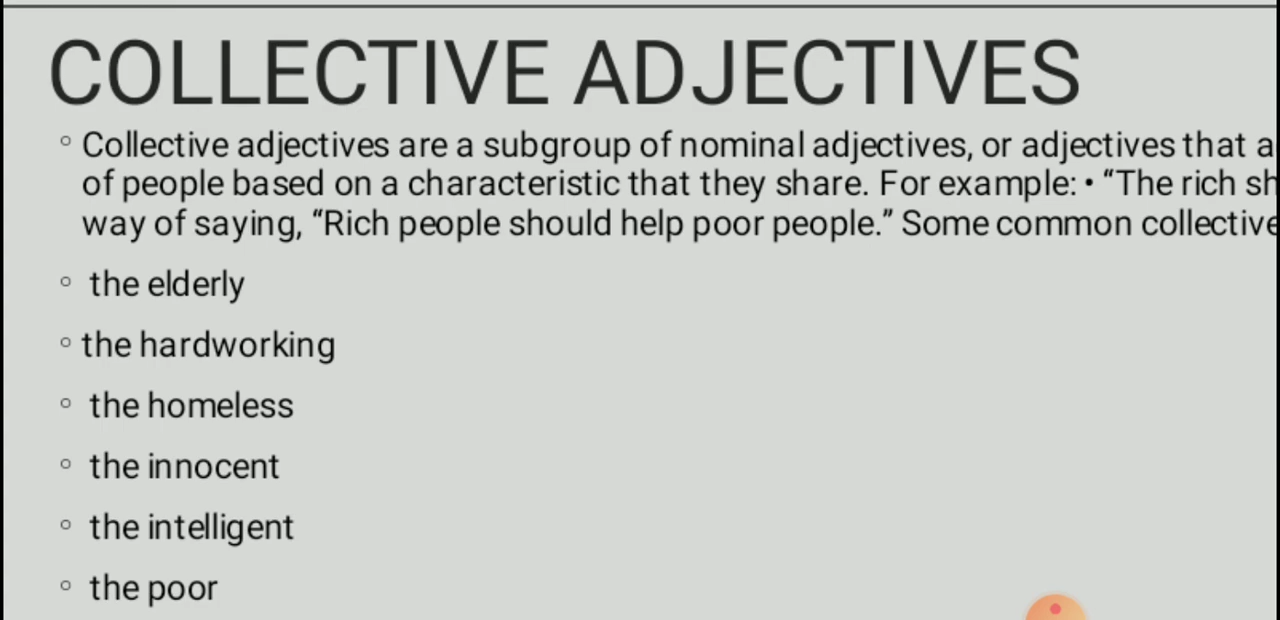 COLLECTIVE ADJECTIVES
◦ Collective adjectives are a subgroup of nominal adjectives, or adjectives that a
of people based on a characteristic that they share. For example: • “The rich sh
way of saying, “Rich people should help poor people.” Some common collective
◦ the elderly
◦ the hardworking
◦ the homeless
◦ the innocent
◦ the intelligent
◦ the poor